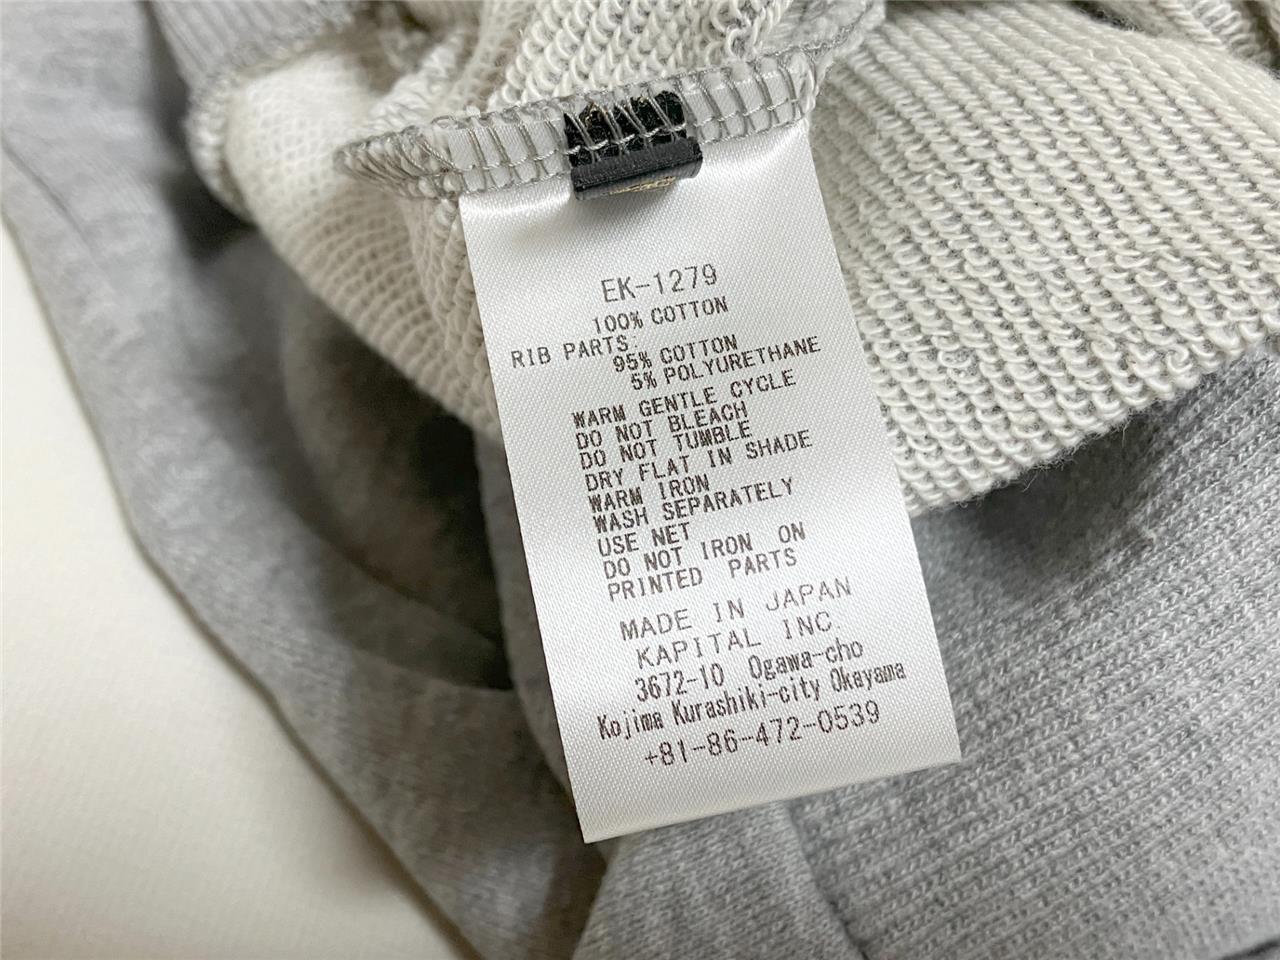 EK-1279
100% COTTON
RIB PARTS:
95% COTTON
5% POLYURETHANE
WARM GENTLE CYCLE
DO NOT BLEACH
DO NOT TUMBLE
DRY FLAT IN SHADE
WARM IRON
WASH SEPARATELY
USE NET
DO NOT IRON ON
PRINTED PARTS
MADE IN JAPAN
KAPITAL INC.
3672-10 Ogawa-cho
Kojima Kurashiki-city Okayama
+81-86-472-0539